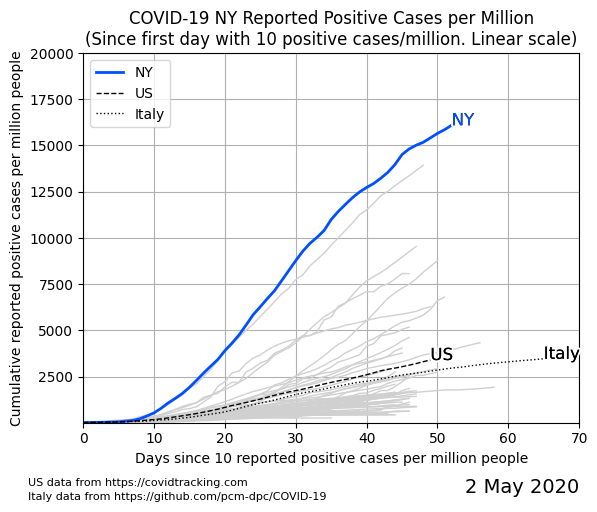 COVID-19 NY Reported Positive Cases per Million
(Since first day with 10 positive cases/million. Linear scale)
Cumulative reported positive cases per million people
20000
17500
15000
12500
10000
7500
5000
2500
NY
US
Italy
NY
US
Italy
0 10 20 30 40 50 60 70
Days since 10 reported positive cases per million people
US data from https://covidtracking.com
Italy data from https://github.com/pcm-dpc/COVID-19
2 May 2020